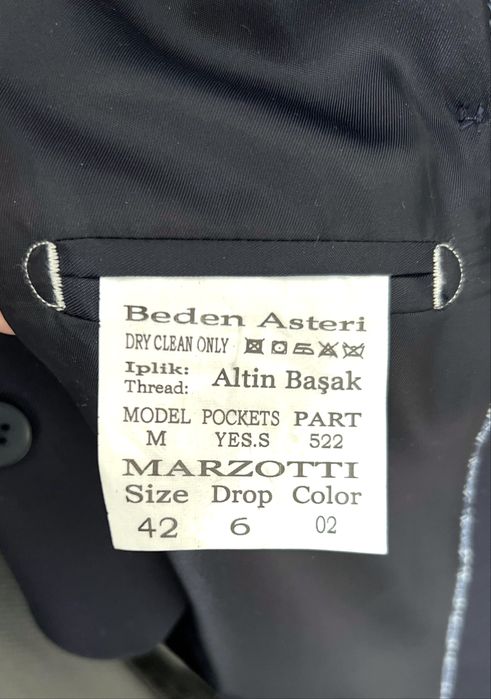 Beden Asteri
DRY CLEAN ONLY
Iplik:
Thread: Altin Başak
MODEL POCKETS PART
M YES.S 522
MARZOTTI
Size Drop Color
42 6 02